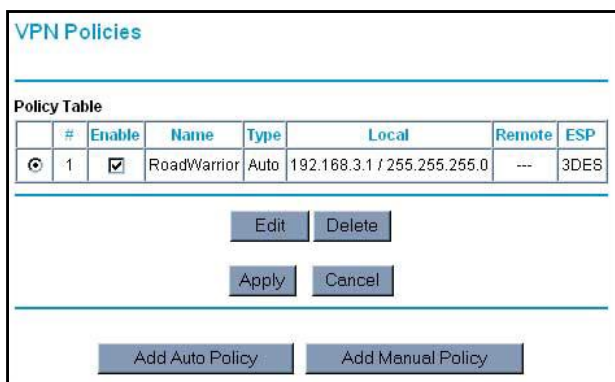 VPN Policies
Policy Table
# Enable Name Type Local Remote ESP
1 RoadWarrior Auto 192.168.3.1 / 255.255.255.0 --- 3DES
Edit Delete
Apply Cancel
Add Auto Policy Add Manual Policy